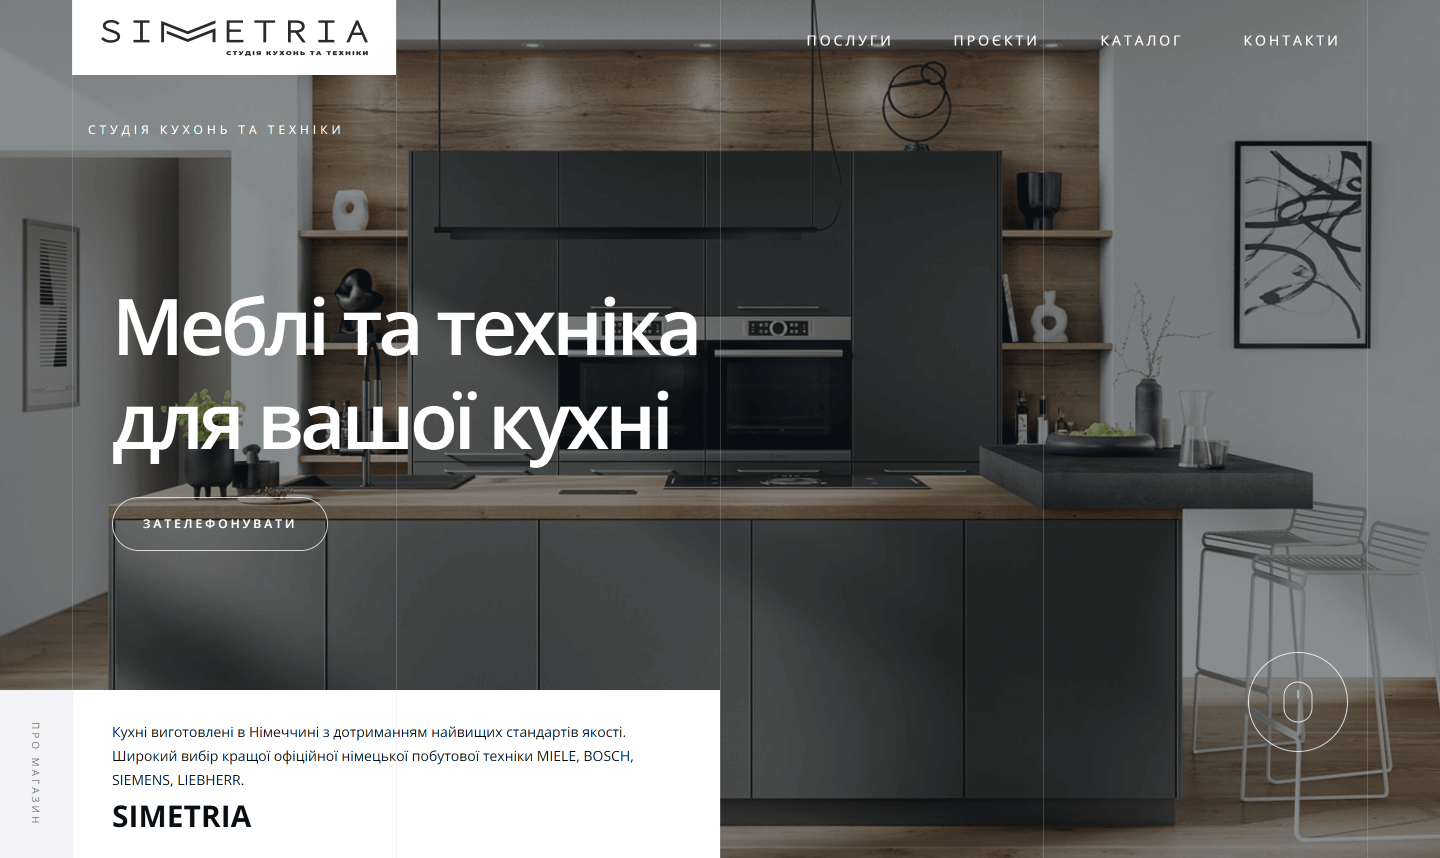 SIMETRIA
СТУДІЯ КУХОНЬ ТА ТЕХНІКИ
ПОСЛУГИ ПРОЄКТИ КАТАЛОГ КОНТАКТИ
СТУДІЯ КУХОНЬ ТА ТЕХНІКИ
Меблі та техніка
для вашої кухні
ЗАТЕЛЕФОНУВАТИ
ПРО МАГАЗИН
Кухні виготовлені в Німеччині з дотриманням найвищих стандартів якості.
Широкий вибір кращої офіційної німецької побутової техніки MIELE, BOSCH,
SIEMENS, LIEBHERR.
SIMETRIA